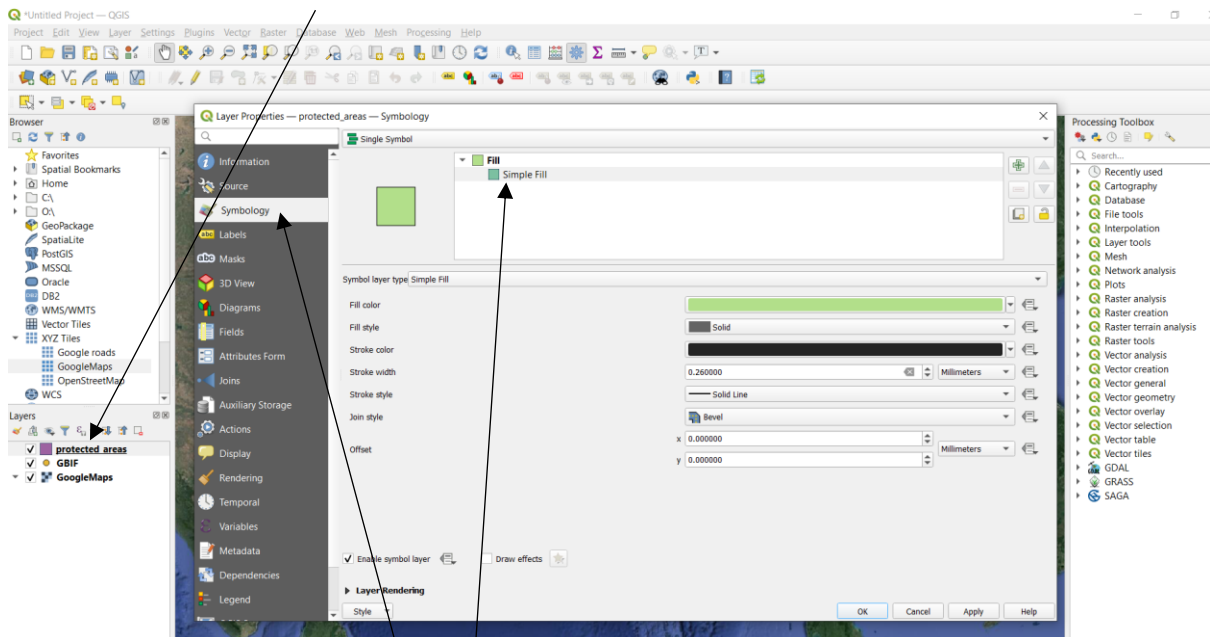 *Untitled Project — QGIS
Project Edit View Layer Settings Plugins Vector Raster Database Web Mesh Processing Help
Browser
Favorites
Spatial Bookmarks
Home
C:\
O:\
GeoPackage
SpatiaLite
PostGIS
MSSQL
Oracle
DB2
WMS/WMTS
Vector Tiles
XYZ Tiles
Google roads
GoogleMaps
OpenStreetMap
WCS
Layers
protected_areas
GBIF
GoogleMaps
Layer Properties — protected_areas — Symbology
Information
Source
Symbology
Labels
Masks
3D View
Diagrams
Fields
Attributes Form
Joins
Auxiliary Storage
Actions
Display
Rendering
Temporal
Variables
Metadata
Dependencies
Legend
Single Symbol
Fill
Simple Fill
Symbol layer type Simple Fill
Fill color
Fill style Solid
Stroke color
Stroke width 0.260000 Millimeters
Stroke style Solid Line
Join style Bevel
Offset x 0.000000 Millimeters
y 0.000000
Enable symbol layer Draw effects
Layer Rendering
Style OK Cancel Apply Help
Processing Toolbox
Search...
Recently used
Cartography
Database
File tools
Interpolation
Layer tools
Mesh
Network analysis
Plots
Raster analysis
Raster creation
Raster terrain analysis
Raster tools
Vector analysis
Vector creation
Vector general
Vector geometry
Vector overlay
Vector selection
Vector table
Vector tiles
GDAL
GRASS
SAGA